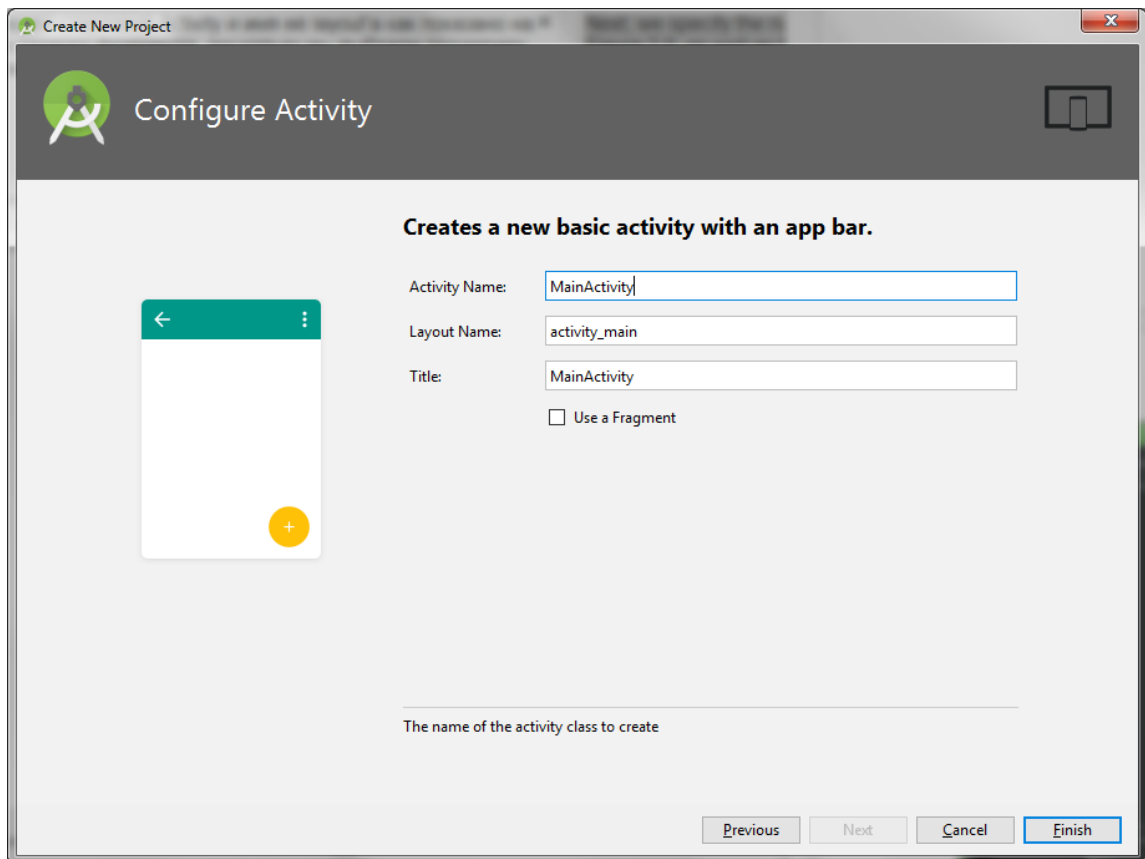 Create New Project
Configure Activity
Creates a new basic activity with an app bar.
Activity Name: MainActivity
Layout Name: activity_main
Title: MainActivity
Use a Fragment
The name of the activity class to create
Previous Next Cancel Finish